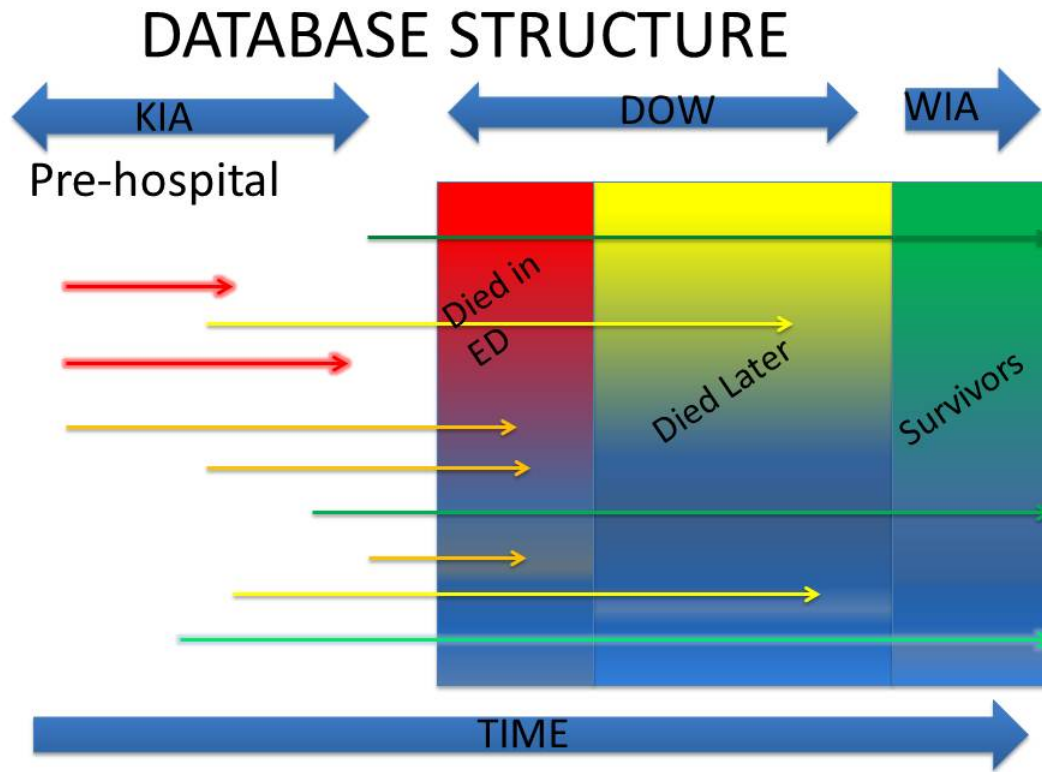 DATABASE STRUCTURE
KIA
DOW
WIA
Pre-hospital
Died in
ED
Died Later
Survivors
TIME